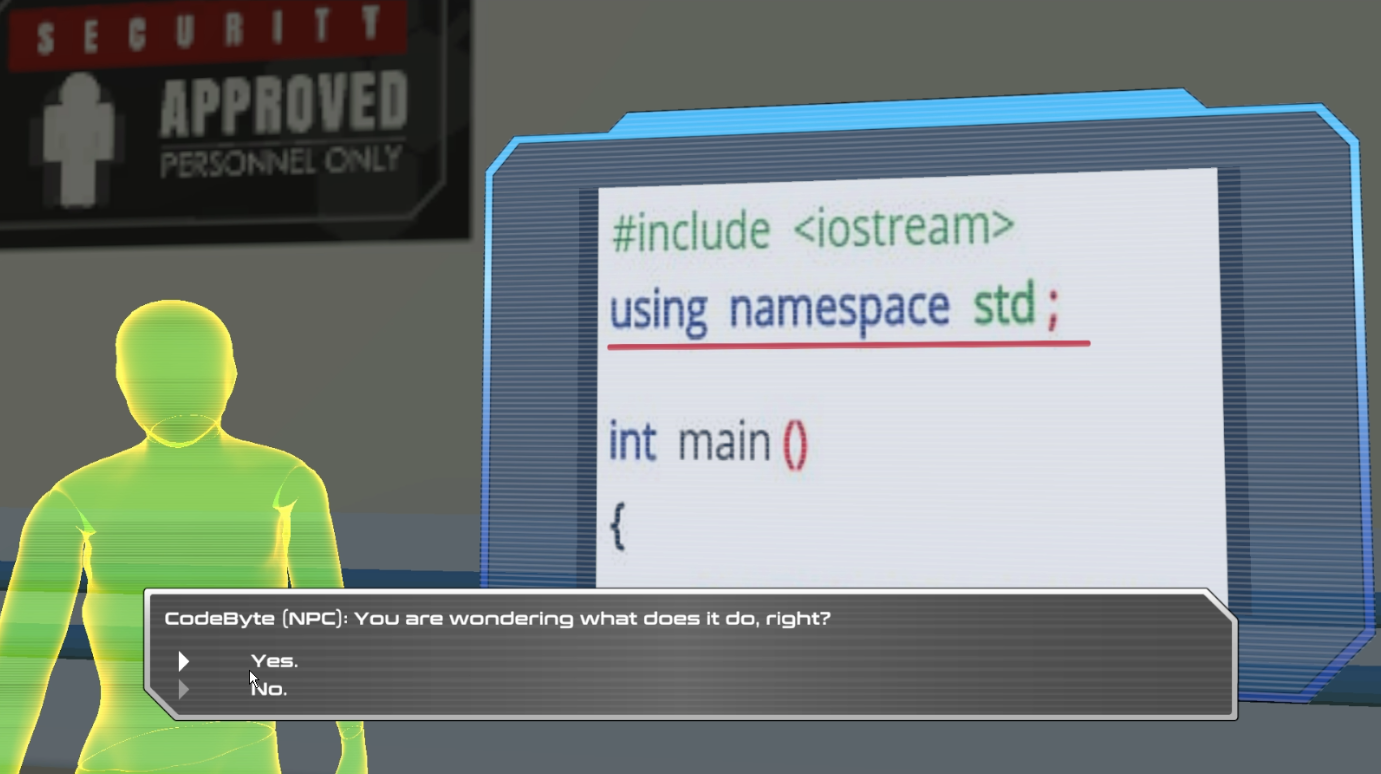 SECURITY
APPROVED
PERSONNEL ONLY
#include <iostream>
using namespace std;
int main()
{
CodeByte (NPC): You are wondering what does it do, right?
Yes.
No.